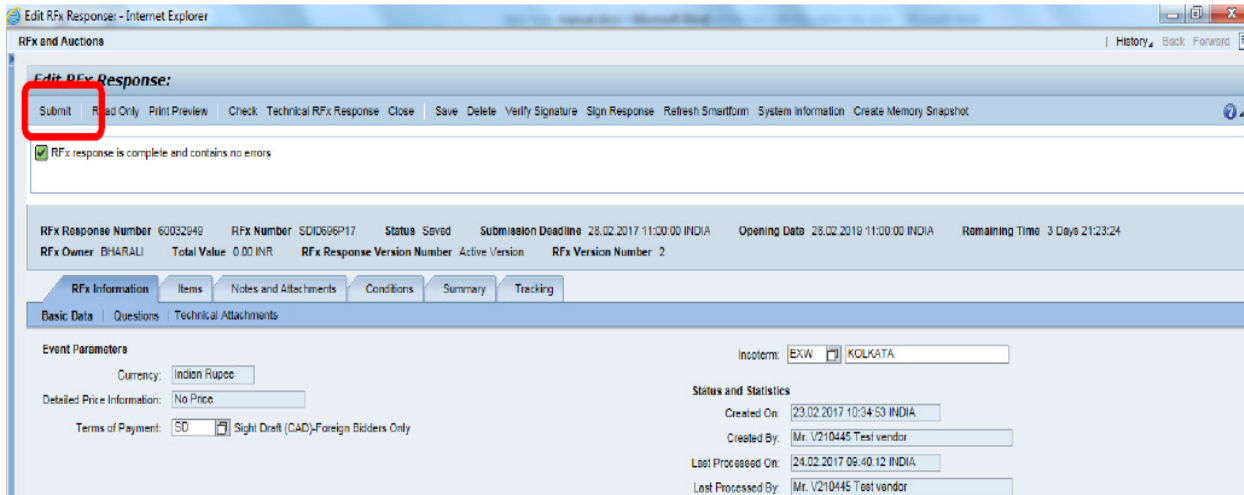 Edit RFx Response: - Internet Explorer
RFx and Auctions
History Back Forward
Edit RFx Response:
Submit Read Only Print Preview Check Technical RFx Response Close Save Delete Verify Signature Sign Response Refresh Smartform System Information Create Memory Snapshot
RFx response is complete and contains no errors
RFx Response Number 60032949 RFx Number SDI0696P17 Status Saved Submission Deadline 28.02.2017 11:00:00 INDIA Opening Date 28.02.2019 11:00:00 INDIA Remaining Time 3 Days 21:23:24
RFx Owner BHARALI Total Value 0.00 INR RFx Response Version Number Active Version RFx Version Number 2
RFx Information Items Notes and Attachments Conditions Summary Tracking
Basic Data Questions Technical Attachments
Event Parameters
Incoterm: EXW KOLKATA
Currency: Indian Rupee
Status and Statistics
Detailed Price Information: No Price
Created On: 23.02.2017 10:34:53 INDIA
Terms of Payment: SD Sight Draft (CAD)-Foreign Bidders Only
Created By: Mr. V210445 Test vendor
Last Processed On: 24.02.2017 09:40:12 INDIA
Last Processed By: Mr. V210445 Test vendor